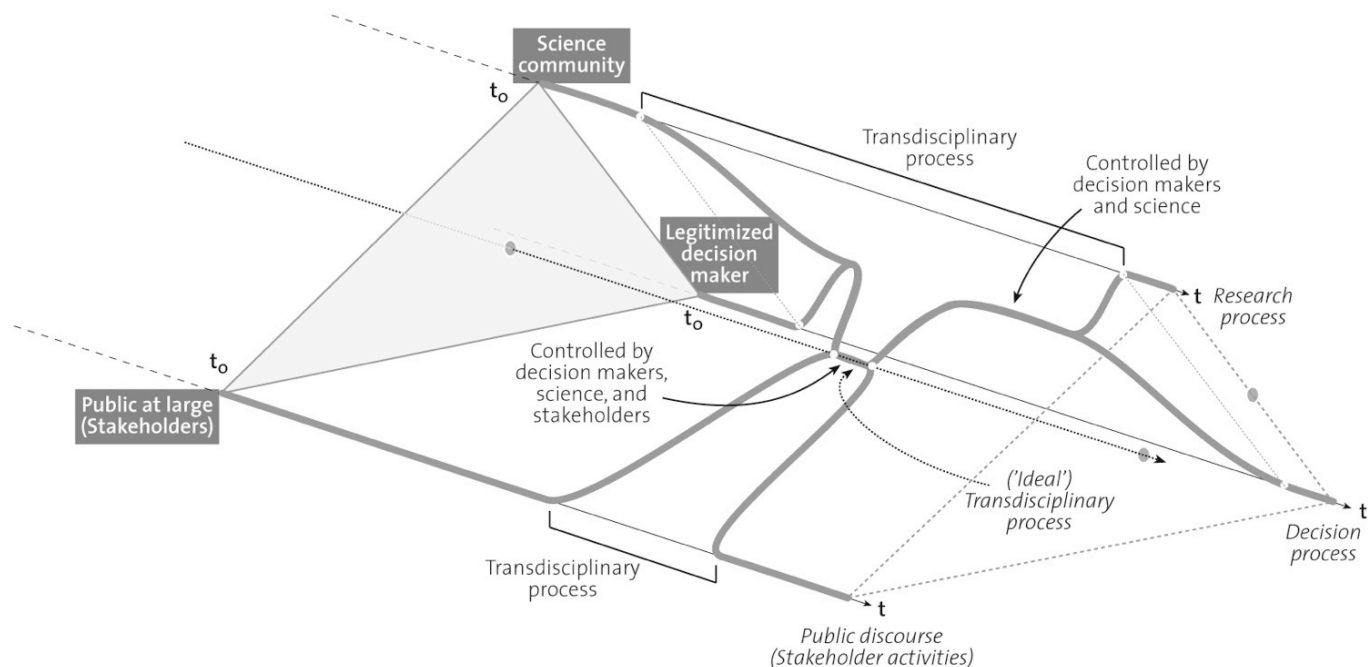 Science
community
t₀
Transdisciplinary
process
Controlled by
decision makers
and science
Legitimized
decision
maker
t₀
t
Research
process
t₀
Public at large
(Stakeholders)
Controlled by
decision makers,
science, and
stakeholders
('Ideal')
Transdisciplinary
process
t
Decision
process
Transdisciplinary
process
t
Public discourse
(Stakeholder activities)